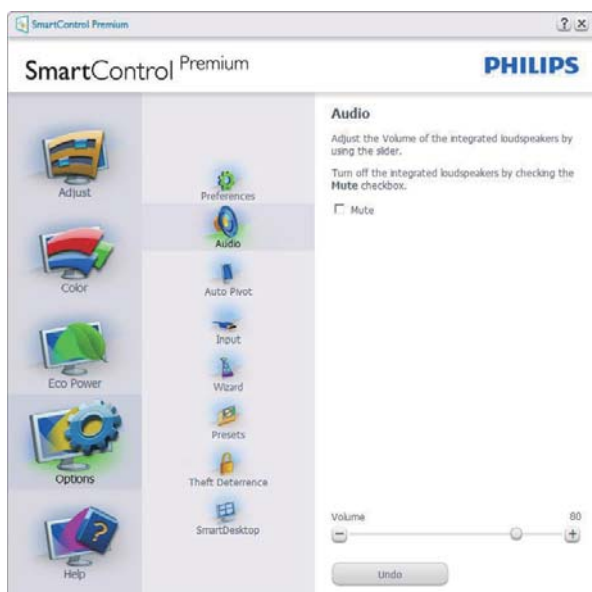 SmartControl Premium
? ×
SmartControl Premium
PHILIPS
Adjust
Color
Eco Power
Options
Help
Preferences
Audio
Auto Pivot
Input
Wizard
Presets
Theft Deterrence
SmartDesktop
Audio
Adjust the Volume of the integrated loudspeakers by
using the slider.
Turn off the integrated loudspeakers by checking the
Mute checkbox.
Mute
Volume 80
Undo